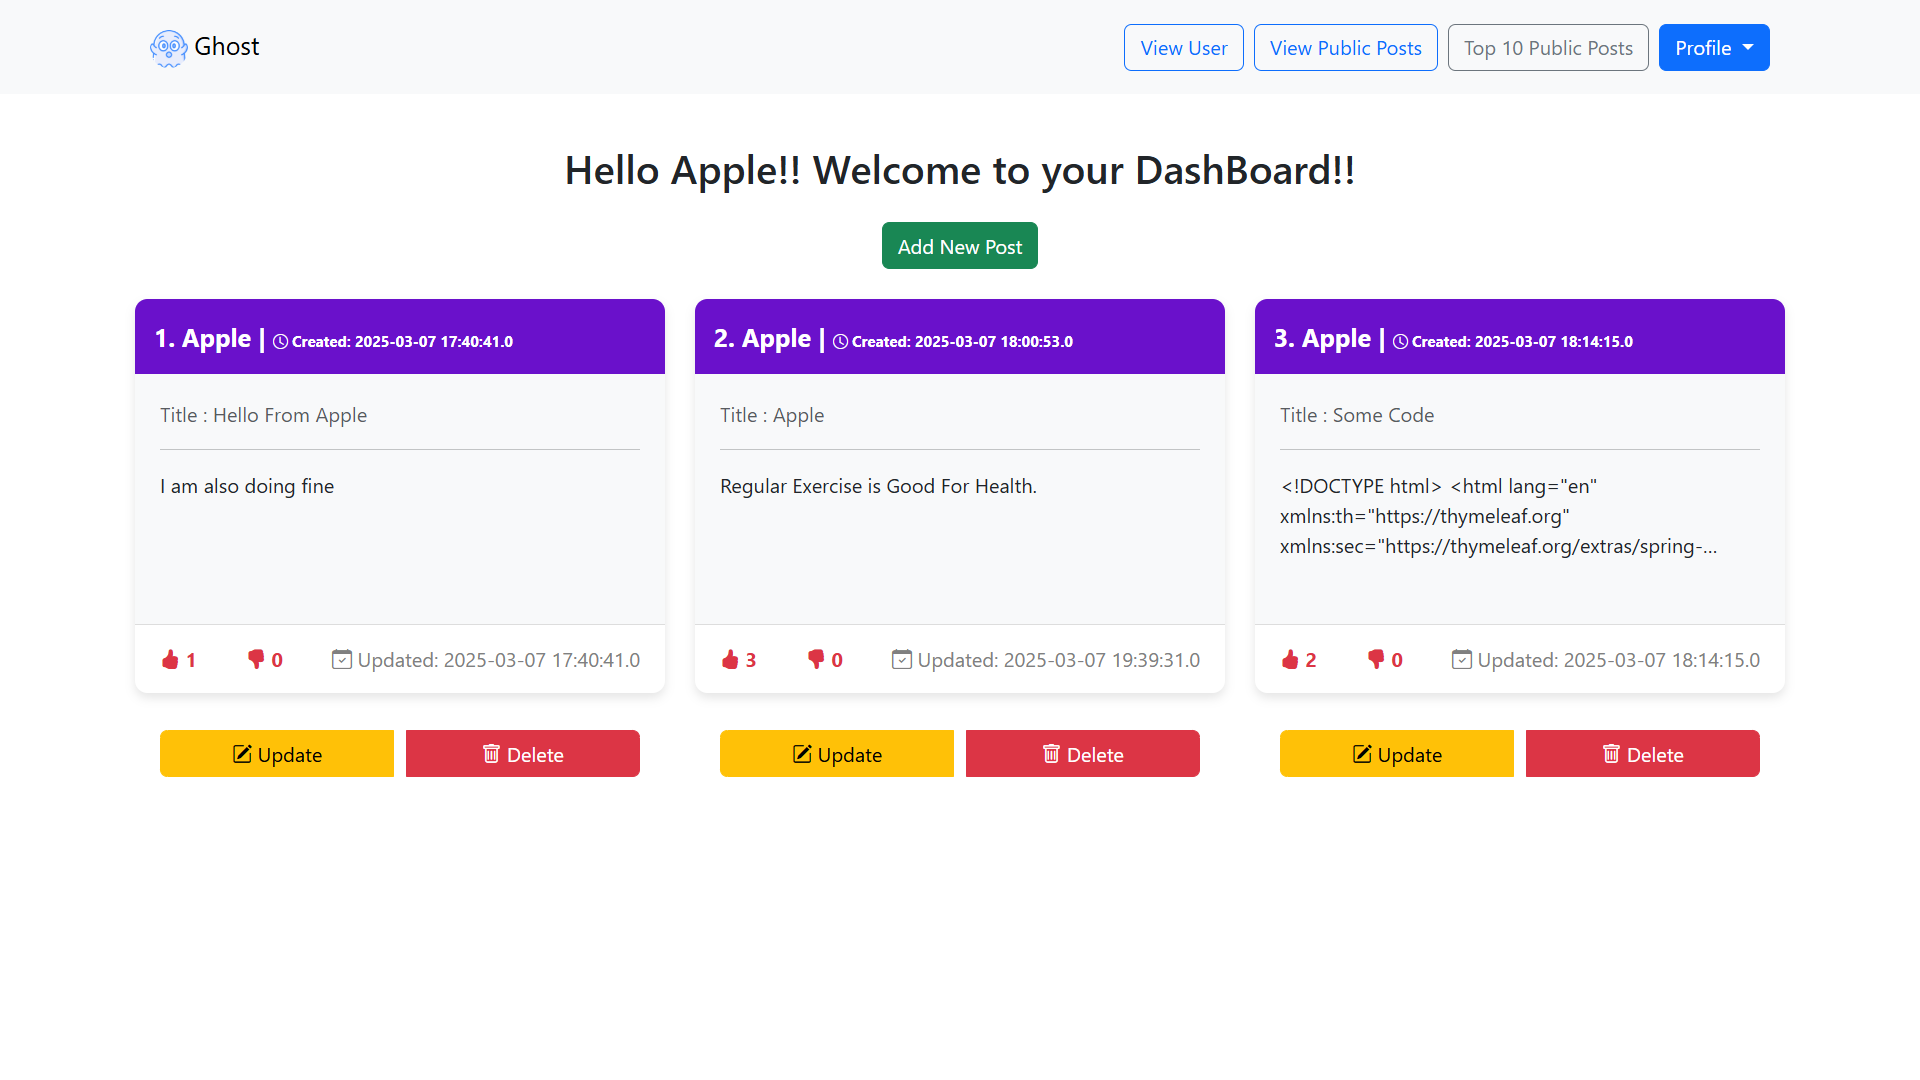 Ghost
View User
View Public Posts
Top 10 Public Posts
Profile
Hello Apple!! Welcome to your DashBoard!!
Add New Post
1. Apple | Created: 2025-03-07 17:40:41.0
Title : Hello From Apple
I am also doing fine
1 0 Updated: 2025-03-07 17:40:41.0
Update Delete
2. Apple | Created: 2025-03-07 18:00:53.0
Title : Apple
Regular Exercise is Good For Health.
3 0 Updated: 2025-03-07 19:39:31.0
Update Delete
3. Apple | Created: 2025-03-07 18:14:15.0
Title : Some Code
<!DOCTYPE html> <html lang="en"
xmlns:th="https://thymeleaf.org"
xmlns:sec="https://thymeleaf.org/extras/spring-...
2 0 Updated: 2025-03-07 18:14:15.0
Update Delete